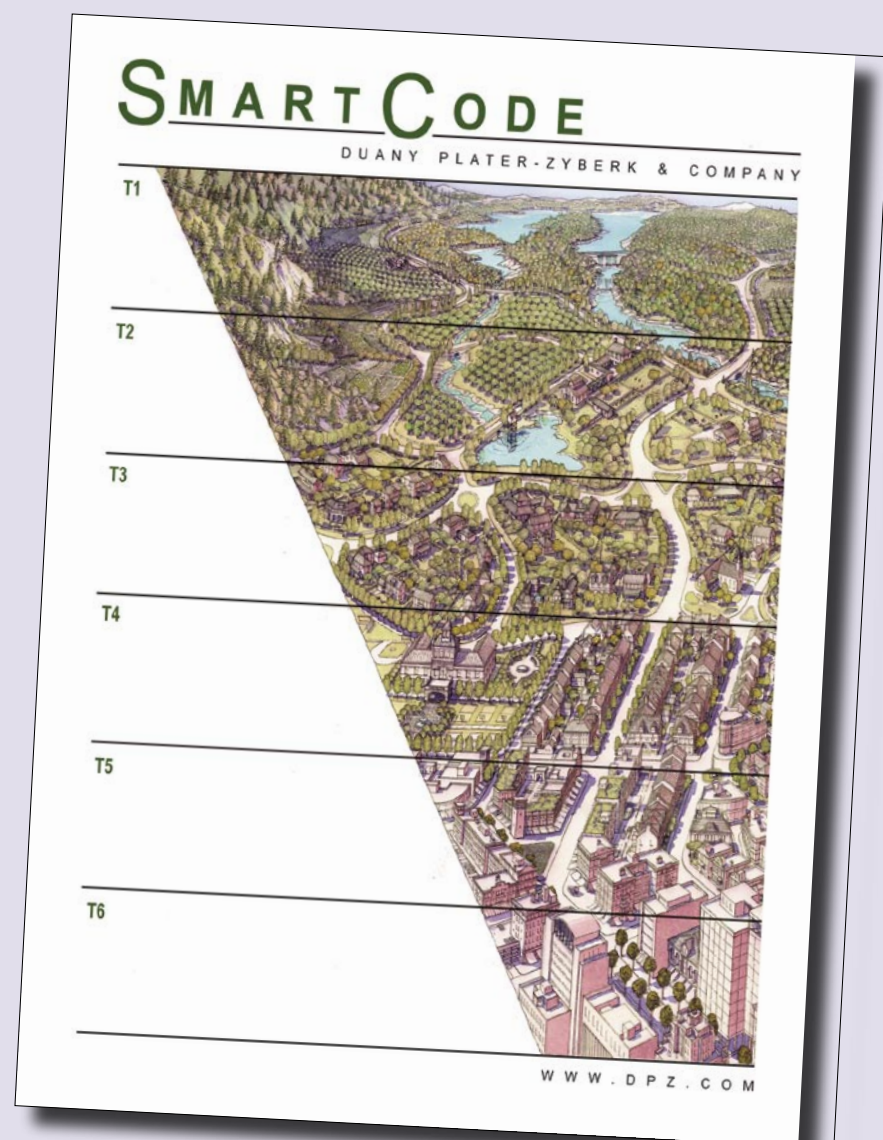 SMARTCODE
DUANY PLATER-ZYBERK & COMPANY
T1
T2
T3
T4
T5
T6
WWW.DPZ.COM